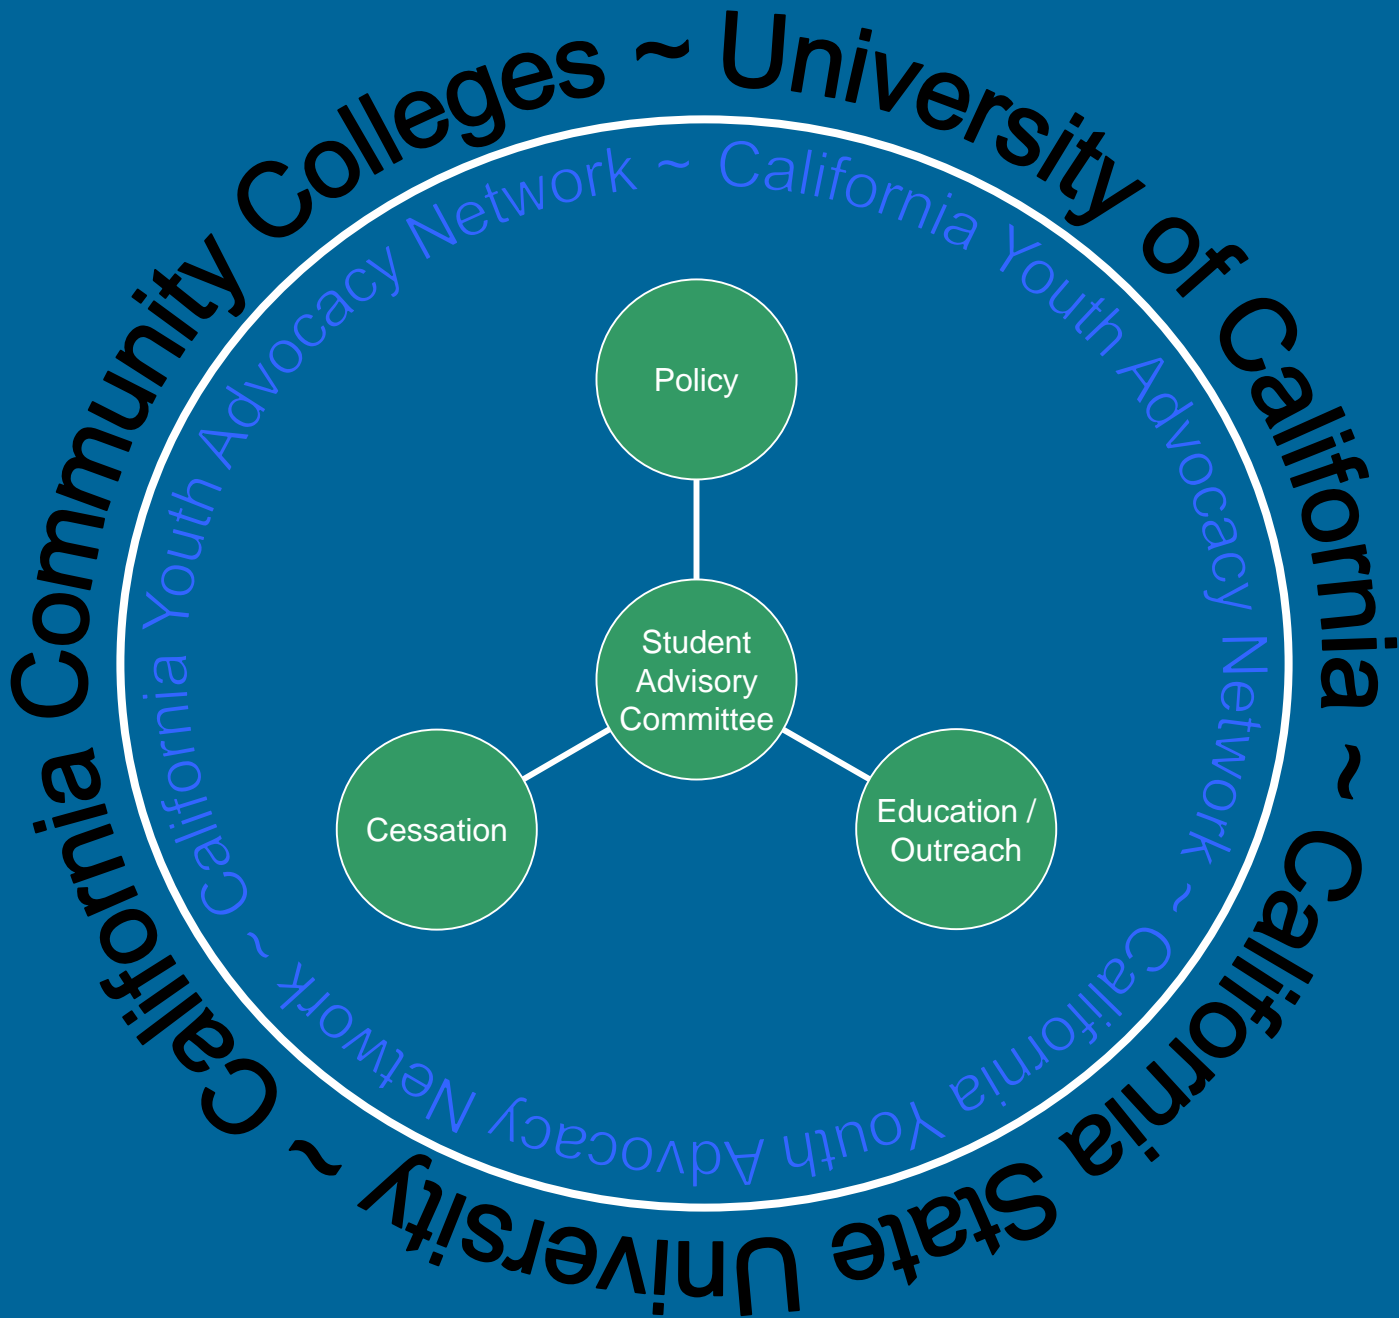 California Community Colleges ~ University of California ~ California State University ~
California Youth Advocacy Network ~ California Youth Advocacy Network ~ California Youth Advocacy Network ~
Policy
Student
Advisory
Committee
Cessation
Education /
Outreach